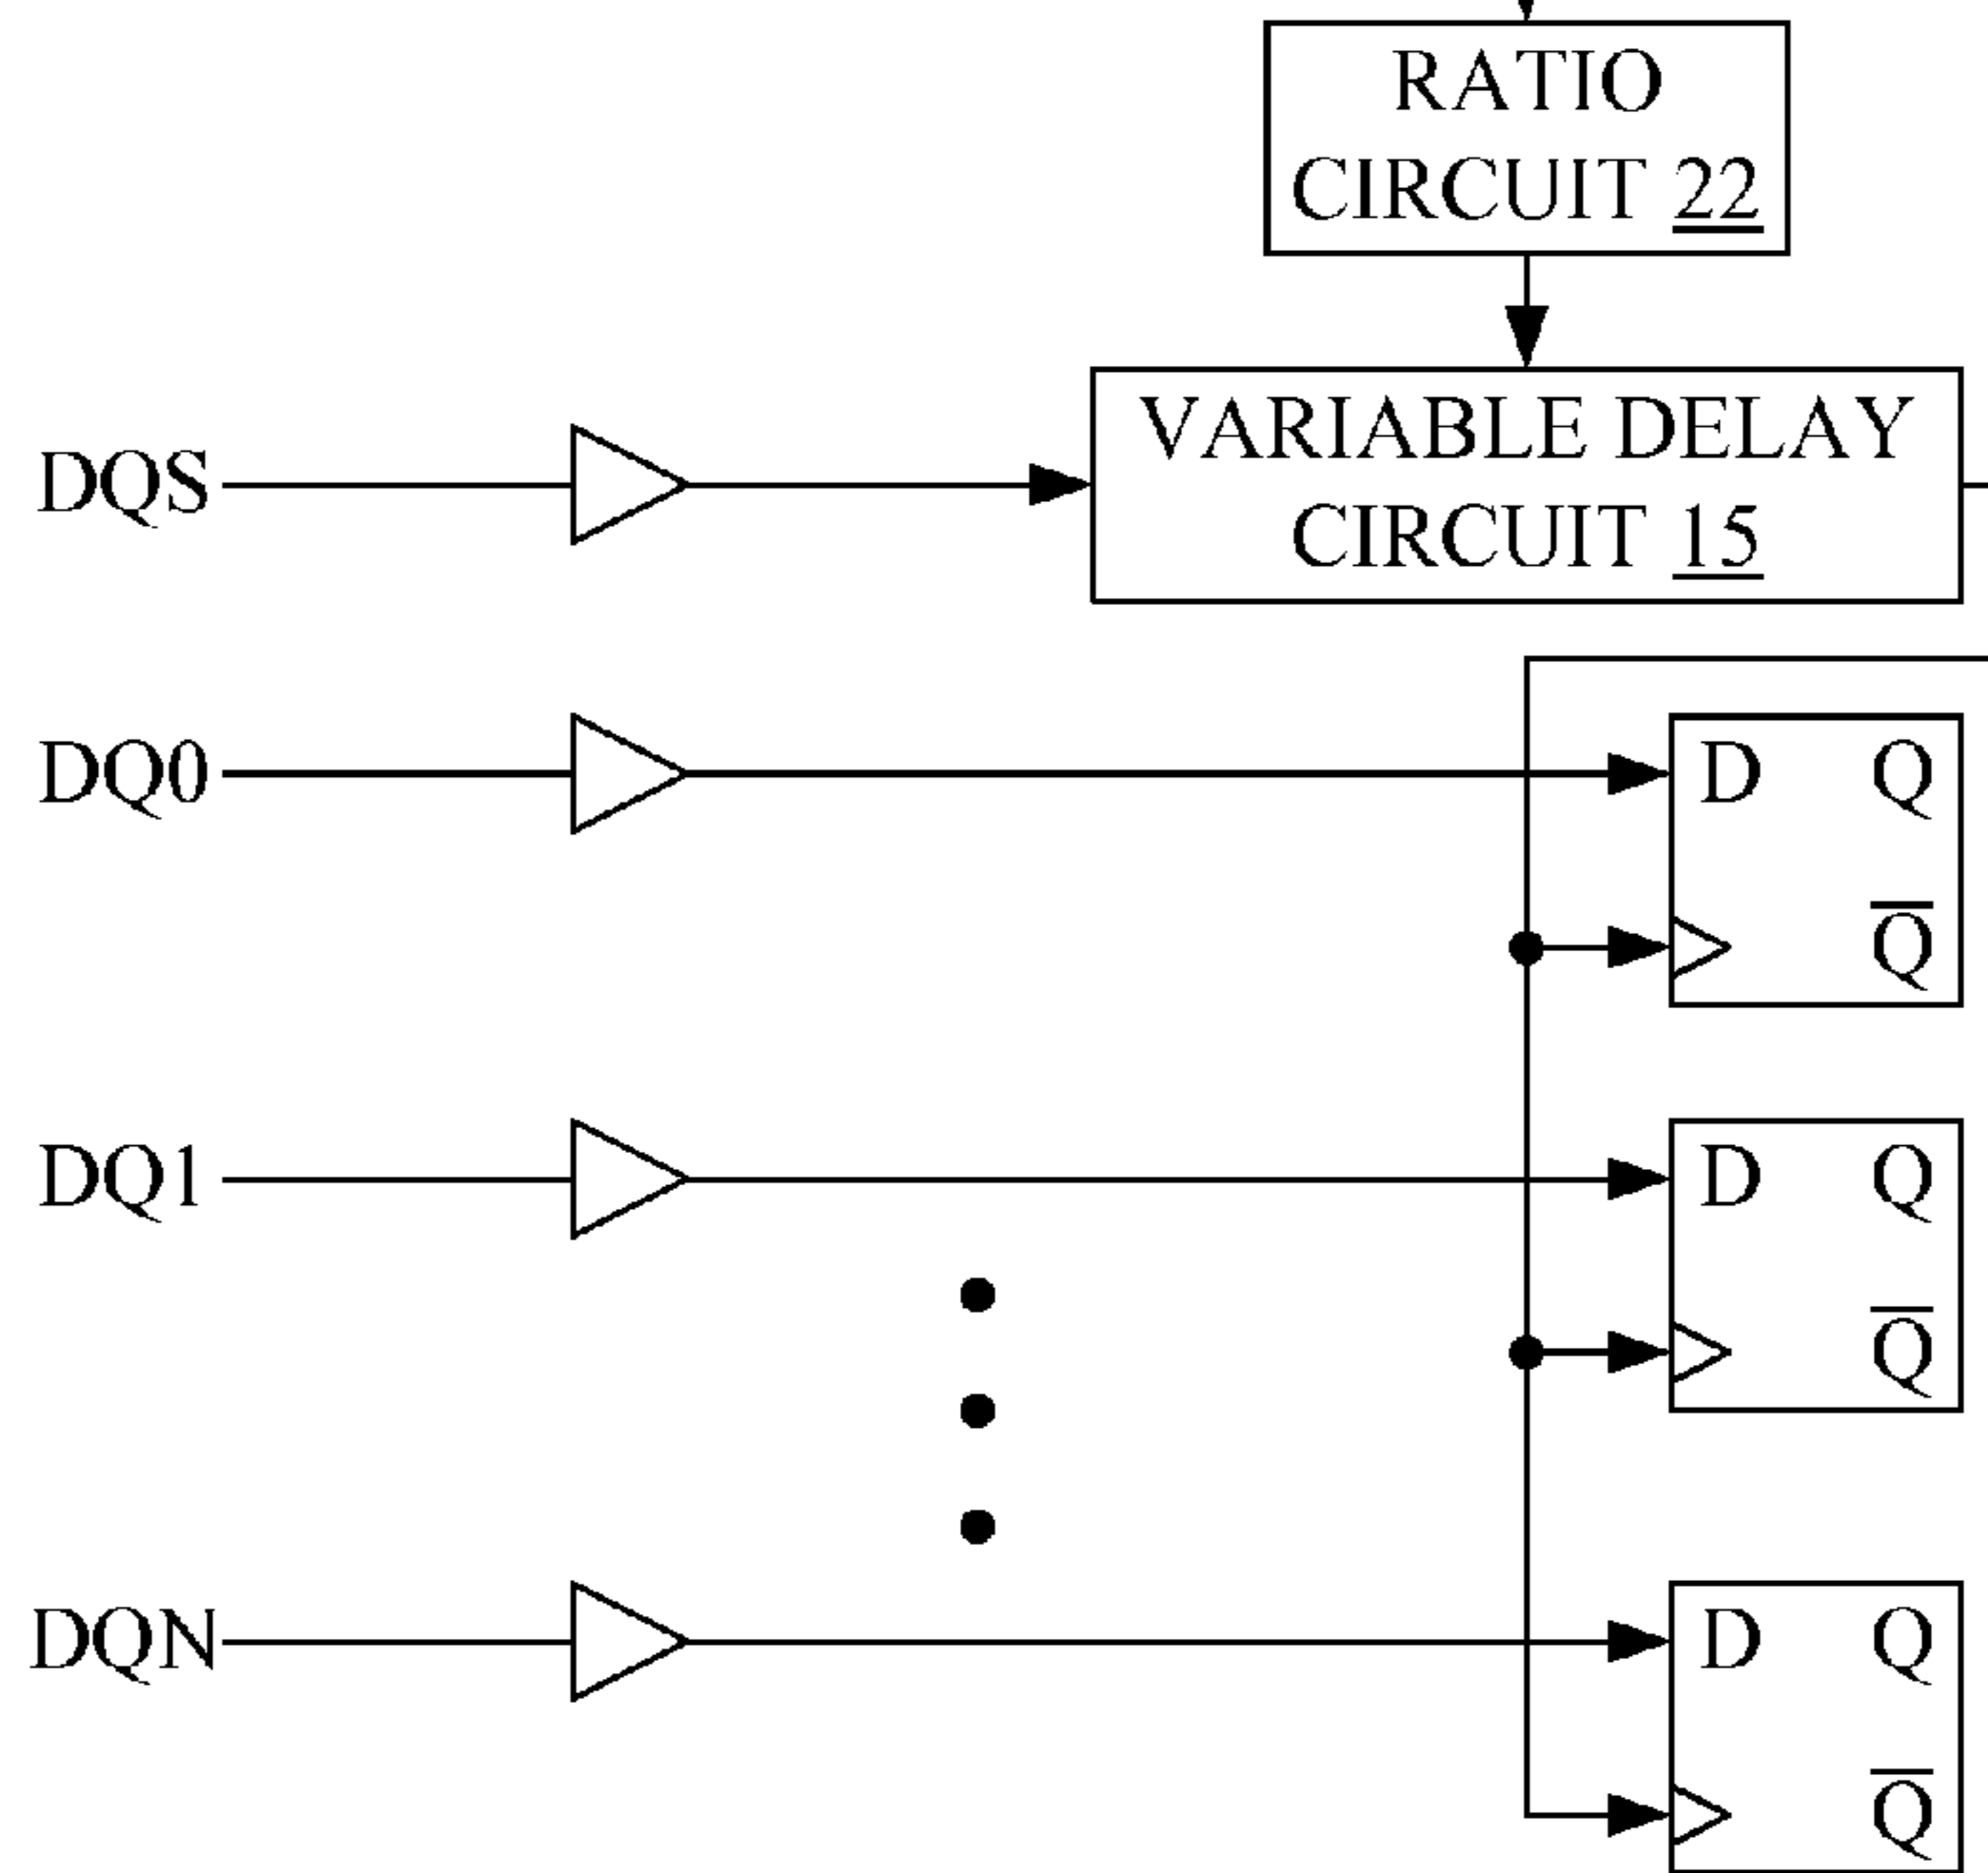 RATIO
CIRCUIT 22
VARIABLE DELAY
CIRCUIT 15
DQS
DQ0
D Q
Q̅
DQ1
D Q
Q̅
DQN
D Q
Q̅